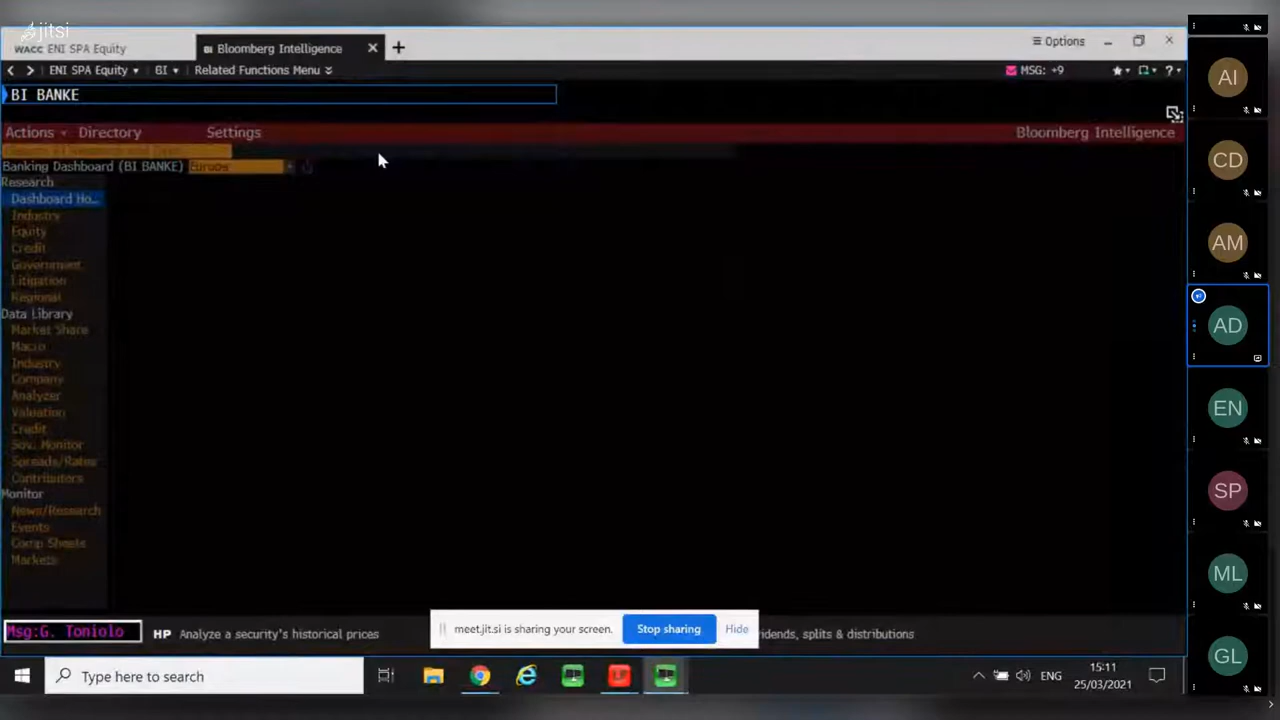 jitsi
WACC ENI SPA Equity
BI Bloomberg Intelligence
Options
ENI SPA Equity
BI
Related Functions Menu
MSG: +9
BI BANKE
Actions
Directory
Settings
Bloomberg Intelligence
Banking Dashboard (BI BANKE)
Europe
Research
Dashboard Ho...
Industry
Equity
Credit
Government
Litigation
Regional
Data Library
Market Share
Macro
Industry
Company
Analyzer
Valuation
Credit
Sov. Monitor
Spreads/Rates
Contributors
Monitor
News/Research
Events
Comp Sheets
Markets
Msg:G. Toniolo
HP Analyze a security's historical prices
meet.jit.si is sharing your screen.
Stop sharing
Hide
idends, splits & distributions
Type here to search
ENG
15:11
25/03/2021
AI
CD
AM
AD
EN
SP
ML
GL